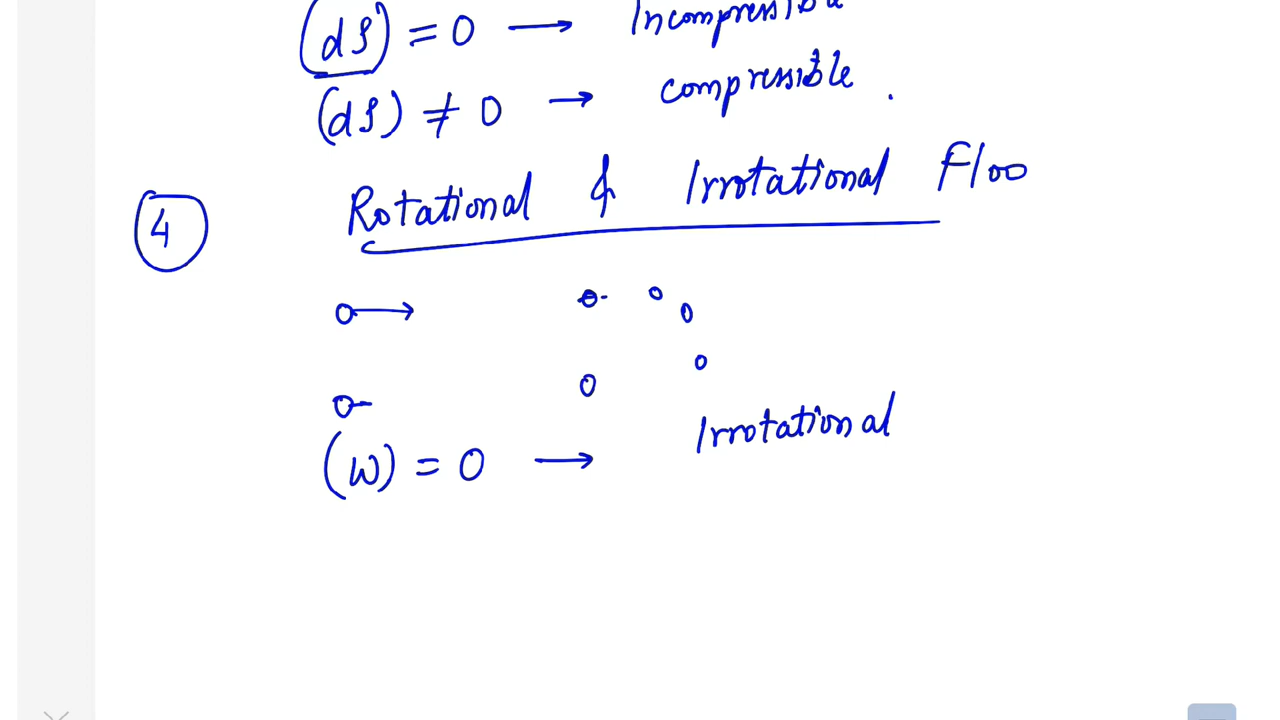 (dρ) = 0 → Incompressible
(dρ) ≠ 0 → compressible.
4 Rotational & Irrotational Floo
(ω) = 0 → Irrotational